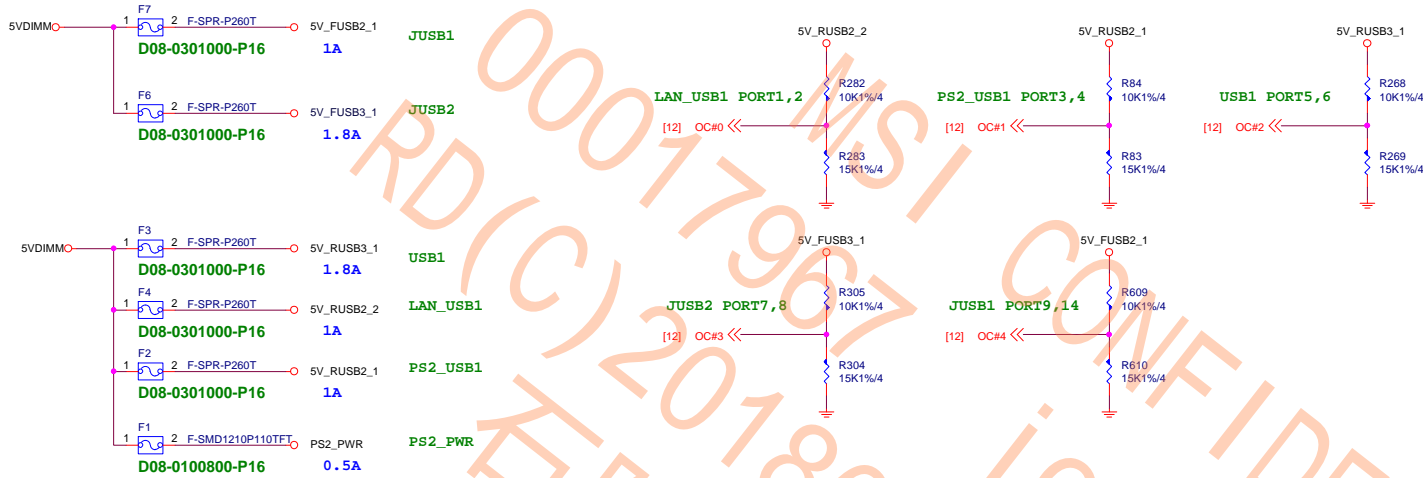 F7
5VDIMM
1
2
F-SPR-P260T
5V_FUSB2_1
JUSB1
D08-0301000-P16
1A
F6
1
2
F-SPR-P260T
5V_FUSB3_1
JUSB2
D08-0301000-P16
1.8A
F3
5VDIMM
1
2
F-SPR-P260T
5V_RUSB3_1
USB1
D08-0301000-P16
1.8A
F4
1
2
F-SPR-P260T
5V_RUSB2_2
LAN_USB1
D08-0301000-P16
1A
F2
1
2
F-SPR-P260T
5V_RUSB2_1
PS2_USB1
D08-0301000-P16
1A
F1
1
2
F-SMD1210P110TFT
PS2_PWR
PS2_PWR
D08-0100800-P16
0.5A
5V_RUSB2_2
R282
10K1%/4
LAN_USB1 PORT1,2
[12] OC#0
R283
15K1%/4
5V_RUSB2_1
R84
10K1%/4
PS2_USB1 PORT3,4
[12] OC#1
R83
15K1%/4
5V_RUSB3_1
R268
10K1%/4
USB1 PORT5,6
[12] OC#2
R269
15K1%/4
5V_FUSB3_1
R305
10K1%/4
JUSB2 PORT7,8
[12] OC#3
R304
15K1%/4
5V_FUSB2_1
R609
10K1%/4
JUSB1 PORT9,14
[12] OC#4
R610
15K1%/4
00017967
MSI CONFIDE
RD(C)2018